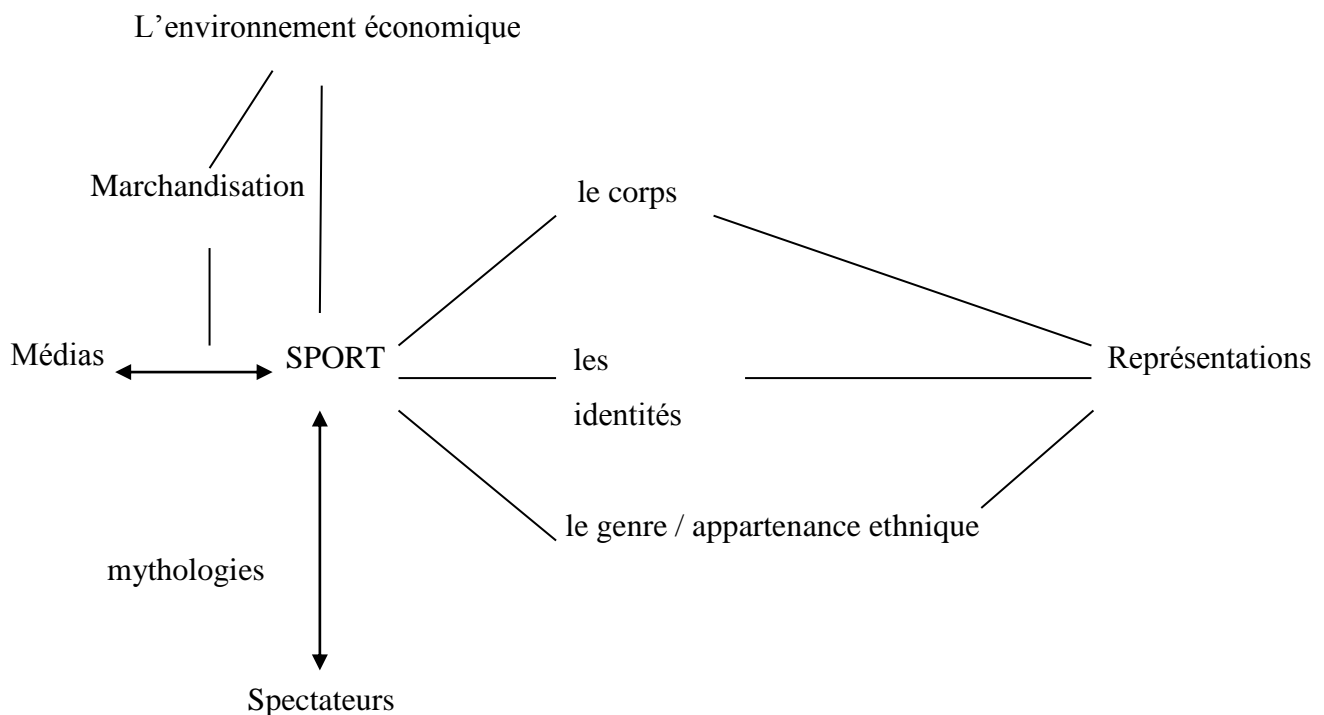 L’environnement économique
Marchandisation
le corps
Médias
SPORT
les
identités
Représentations
le genre / appartenance ethnique
mythologies
Spectateurs